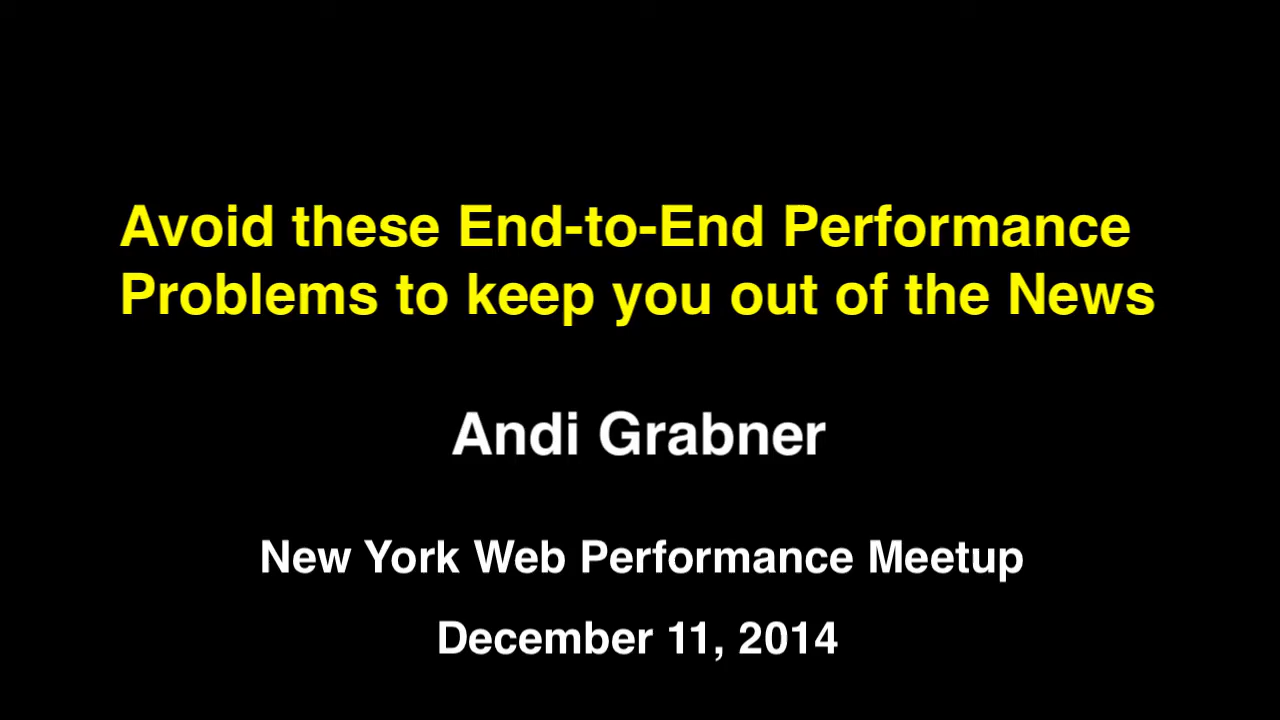 Avoid these End-to-End Performance
Problems to keep you out of the News
Andi Grabner
New York Web Performance Meetup
December 11, 2014